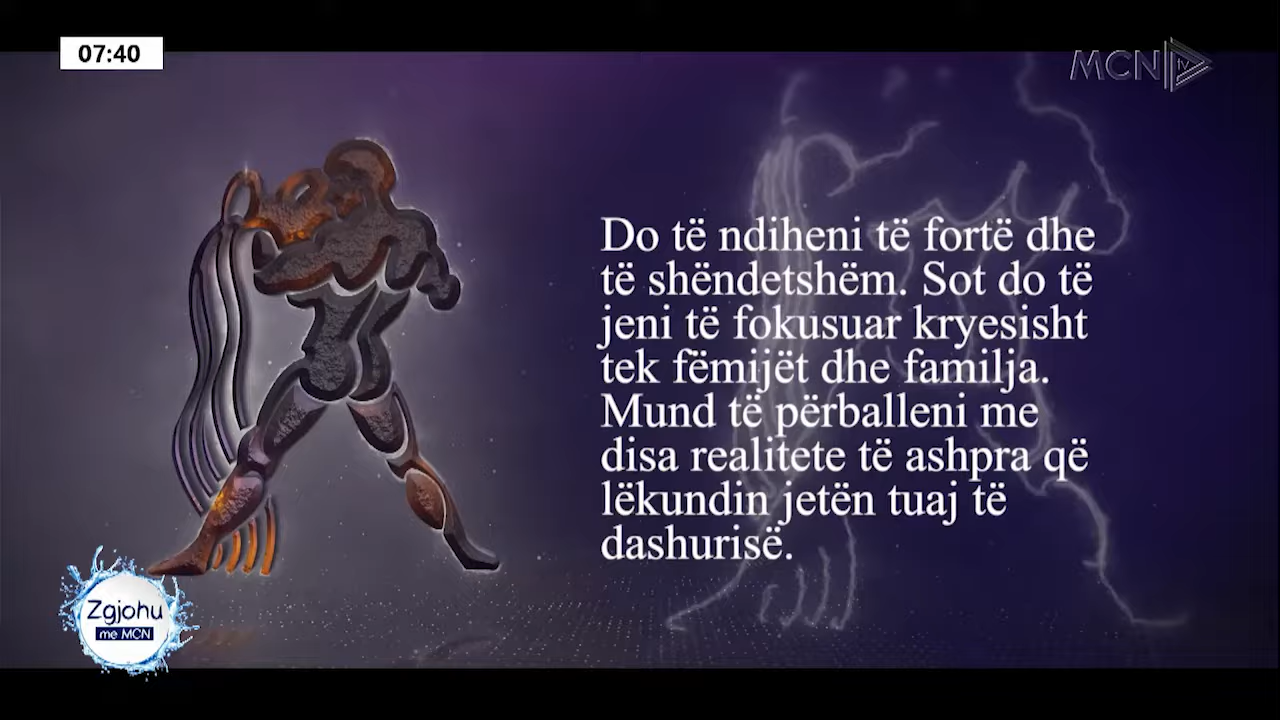 07:40
MCN TV
Do të ndiheni të fortë dhe
të shëndetshëm. Sot do të
jeni të fokusuar kryesisht
tek fëmijët dhe familja.
Mund të përballeni me
disa realitete të ashpra që
lëkundin jetën tuaj të
dashurisë.
Zgjohu
me MCN